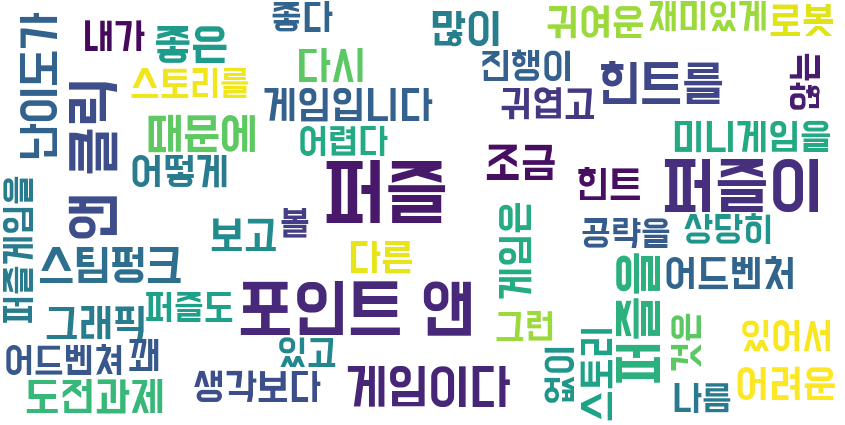 좋다
많이
귀여운
재미있게
로봇
난이도가
내가
좋은
스토리를
다시
진행이
힌트를
게임입니다
귀엽고
앤 클릭
때문에
어렵다
미니게임을
어떻게
퍼즐
조금
힌트
퍼즐이
퍼즐게임을
보고
볼
게임은
공략을
상당히
스팀펑크
다른
퍼즐을
어드벤처
그래픽
퍼즐도
포인트 앤
그런
것은
있어서
어드벤쳐
꽤
있고
없이
스토리
도전과제
생각보다
게임이다
나름
어려운